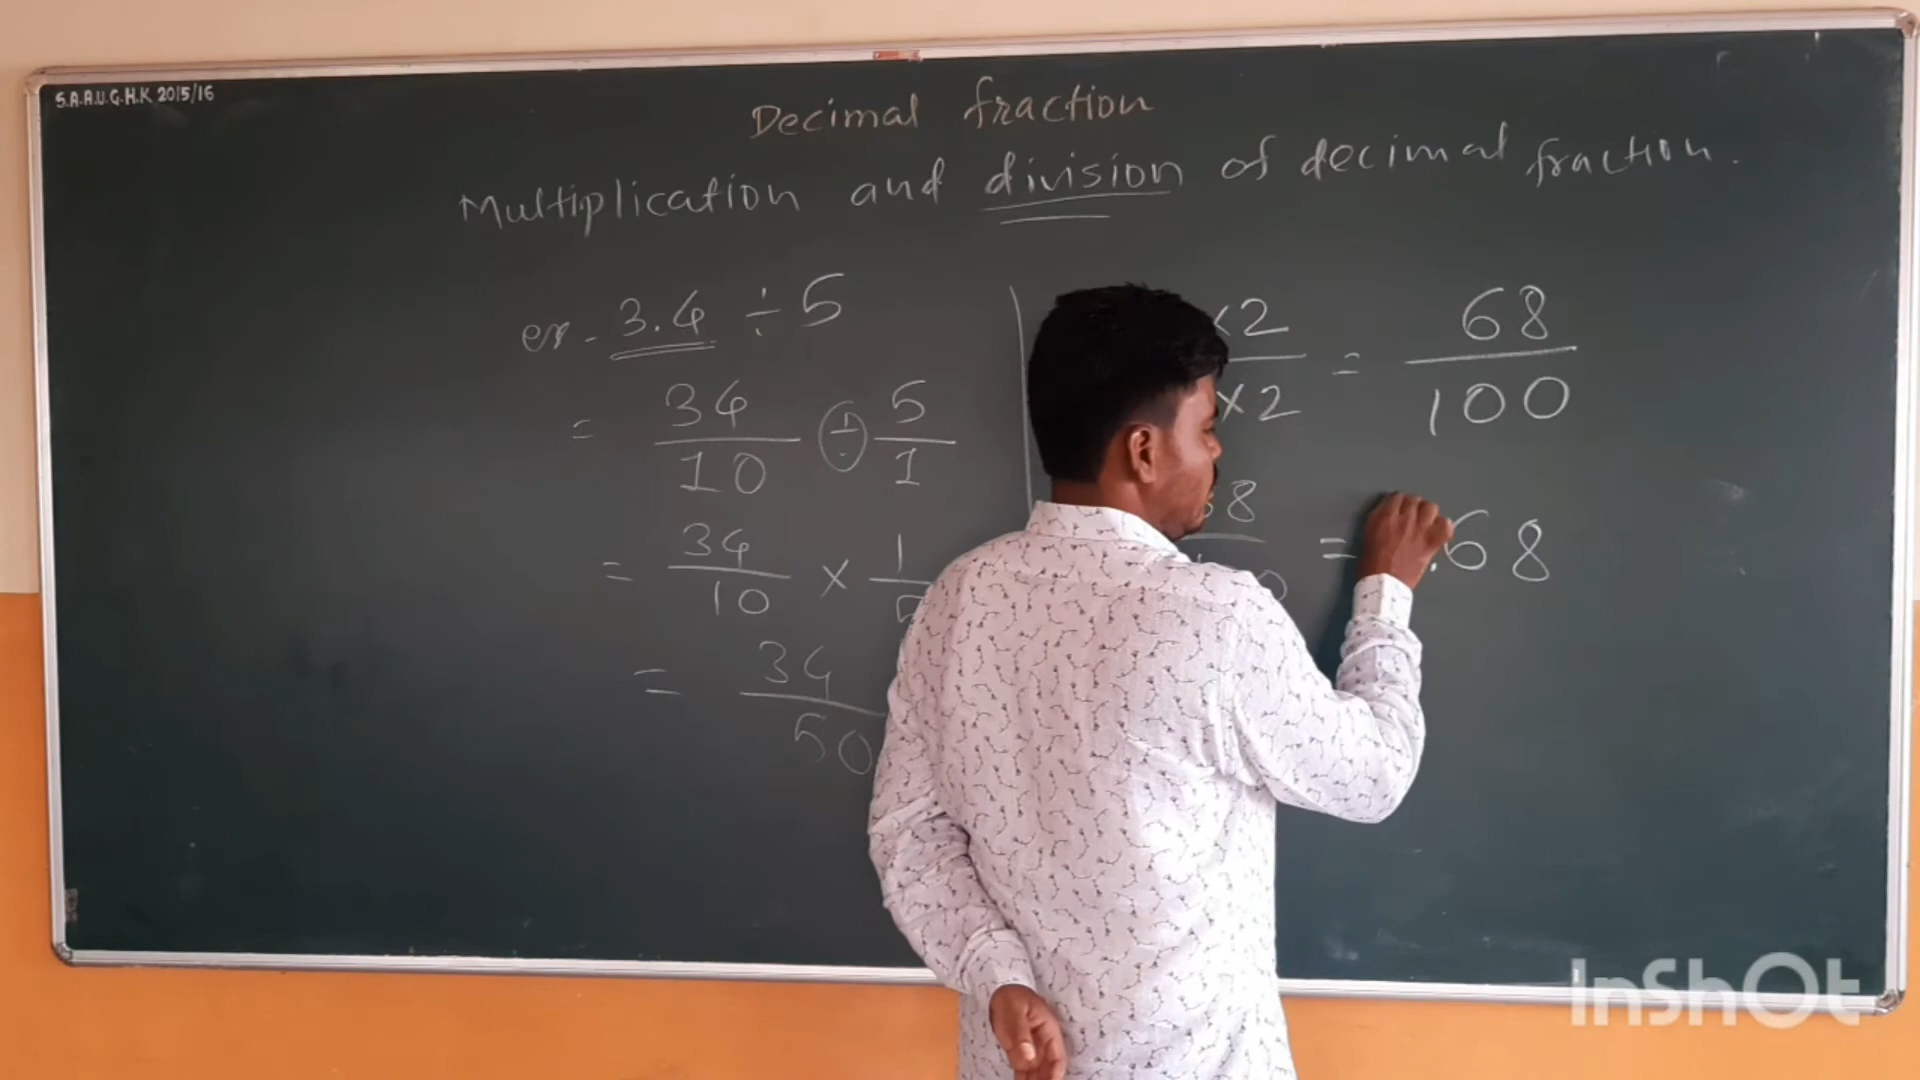 S.A.A.U.G.H.K 2015/16
Decimal fraction
Multiplication and division of decimal fraction.
ex- 3.4 ÷ 5
= 34/10 ÷ 5/1
= 34/10 × 1/
= 34/50
×2/×2 = 68/100
8/ = .68
InShOt